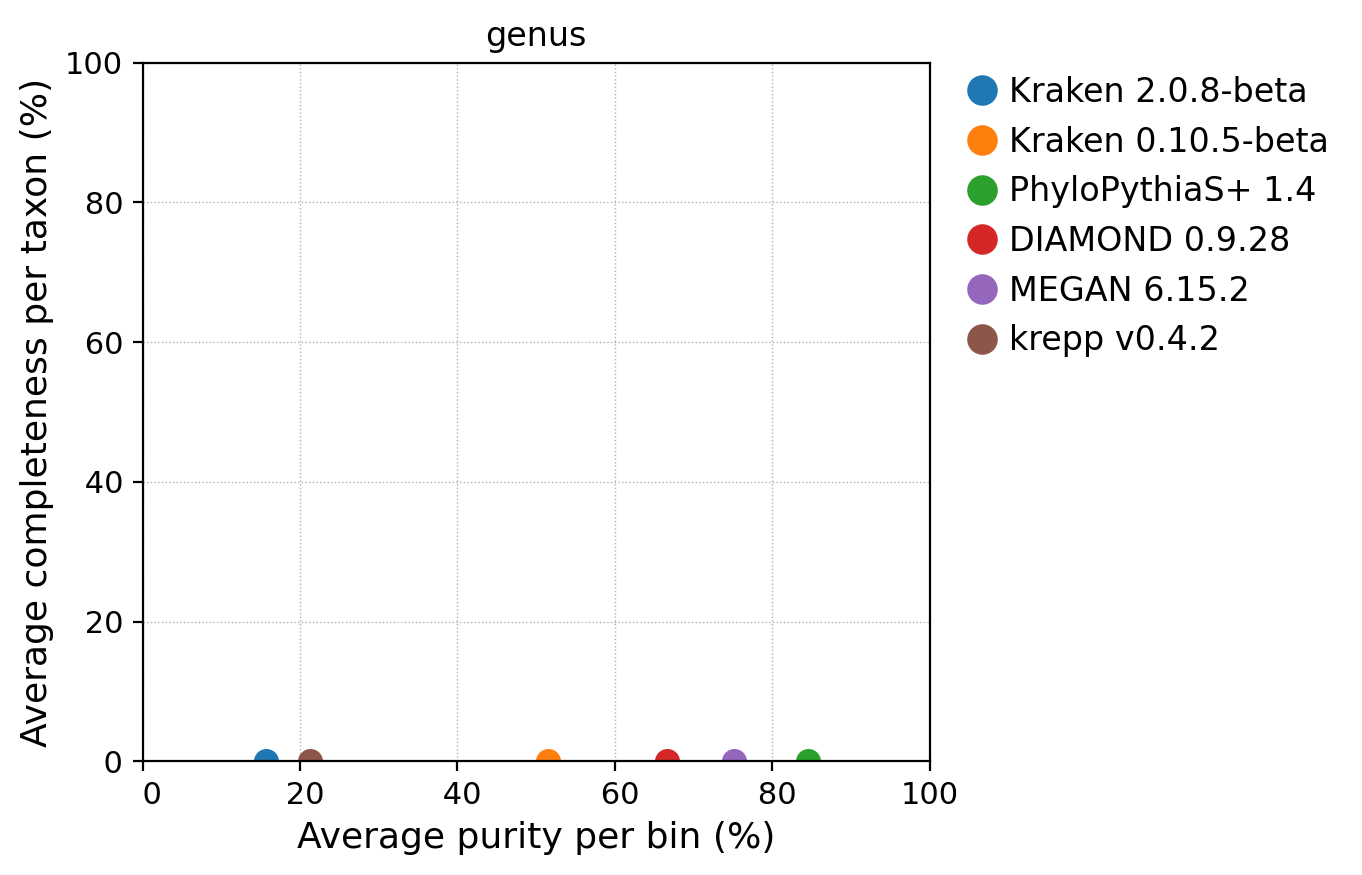 genus
100
80
60
40
20
0
Average completeness per taxon (%)
0 20 40 60 80 100
Average purity per bin (%)
Kraken 2.0.8-beta
Kraken 0.10.5-beta
PhyloPythiaS+ 1.4
DIAMOND 0.9.28
MEGAN 6.15.2
krepp v0.4.2